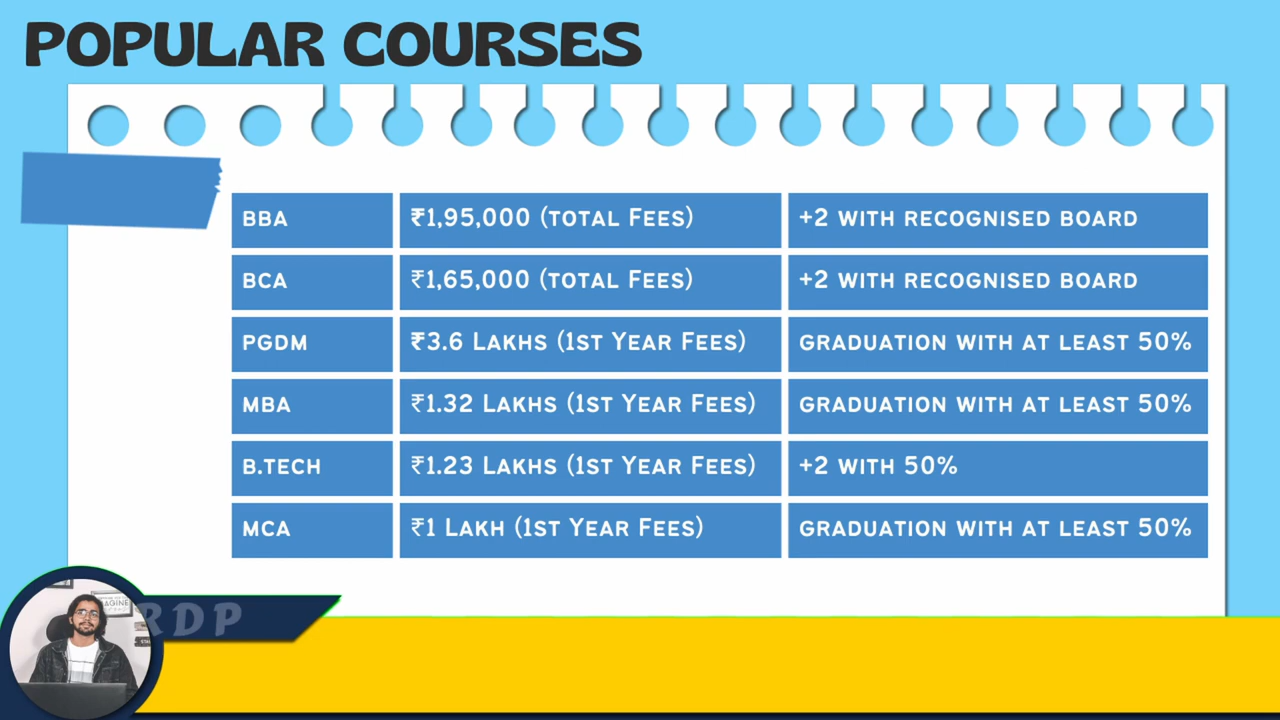 POPULAR COURSES
BBA ₹1,95,000 (TOTAL FEES) +2 WITH RECOGNISED BOARD
BCA ₹1,65,000 (TOTAL FEES) +2 WITH RECOGNISED BOARD
PGDM ₹3.6 LAKHS (1ST YEAR FEES) GRADUATION WITH AT LEAST 50%
MBA ₹1.32 LAKHS (1ST YEAR FEES) GRADUATION WITH AT LEAST 50%
B.TECH ₹1.23 LAKHS (1ST YEAR FEES) +2 WITH 50%
MCA ₹1 LAKH (1ST YEAR FEES) GRADUATION WITH AT LEAST 50%
RDP